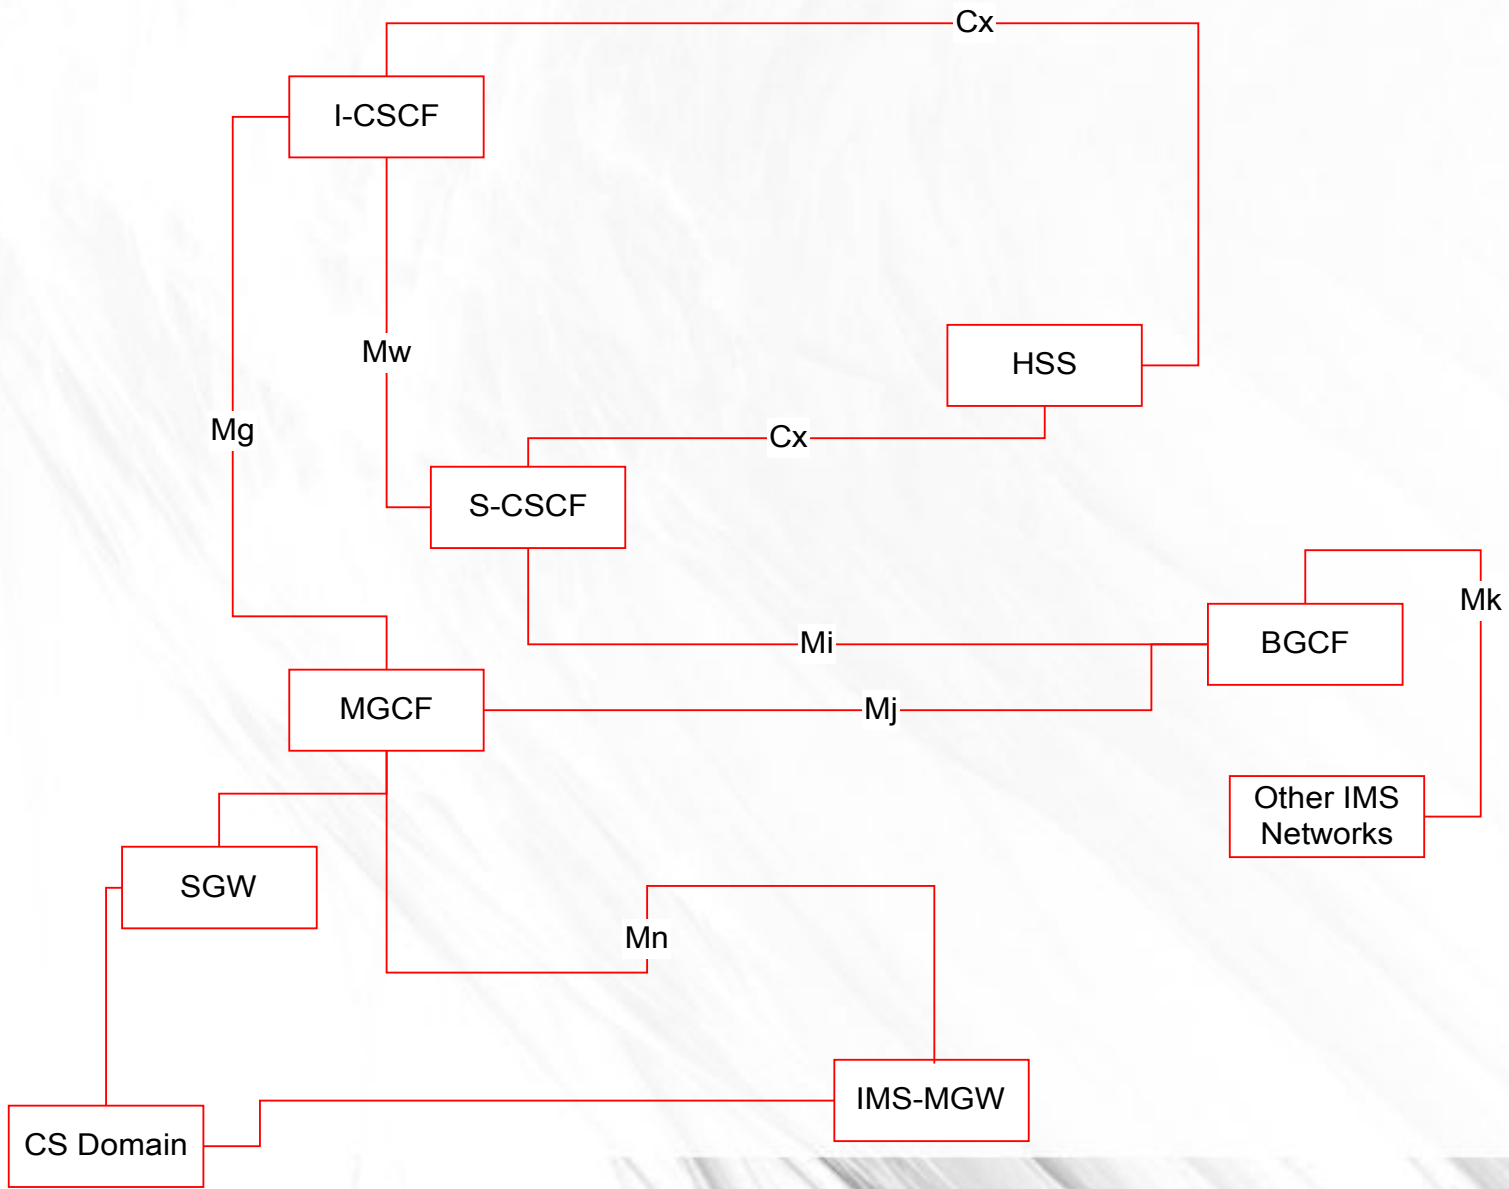 Cx
I-CSCF
Mw
HSS
Mg
Cx
S-CSCF
Mk
Mi
BGCF
MGCF
Mj
Other IMS
Networks
SGW
Mn
IMS-MGW
CS Domain